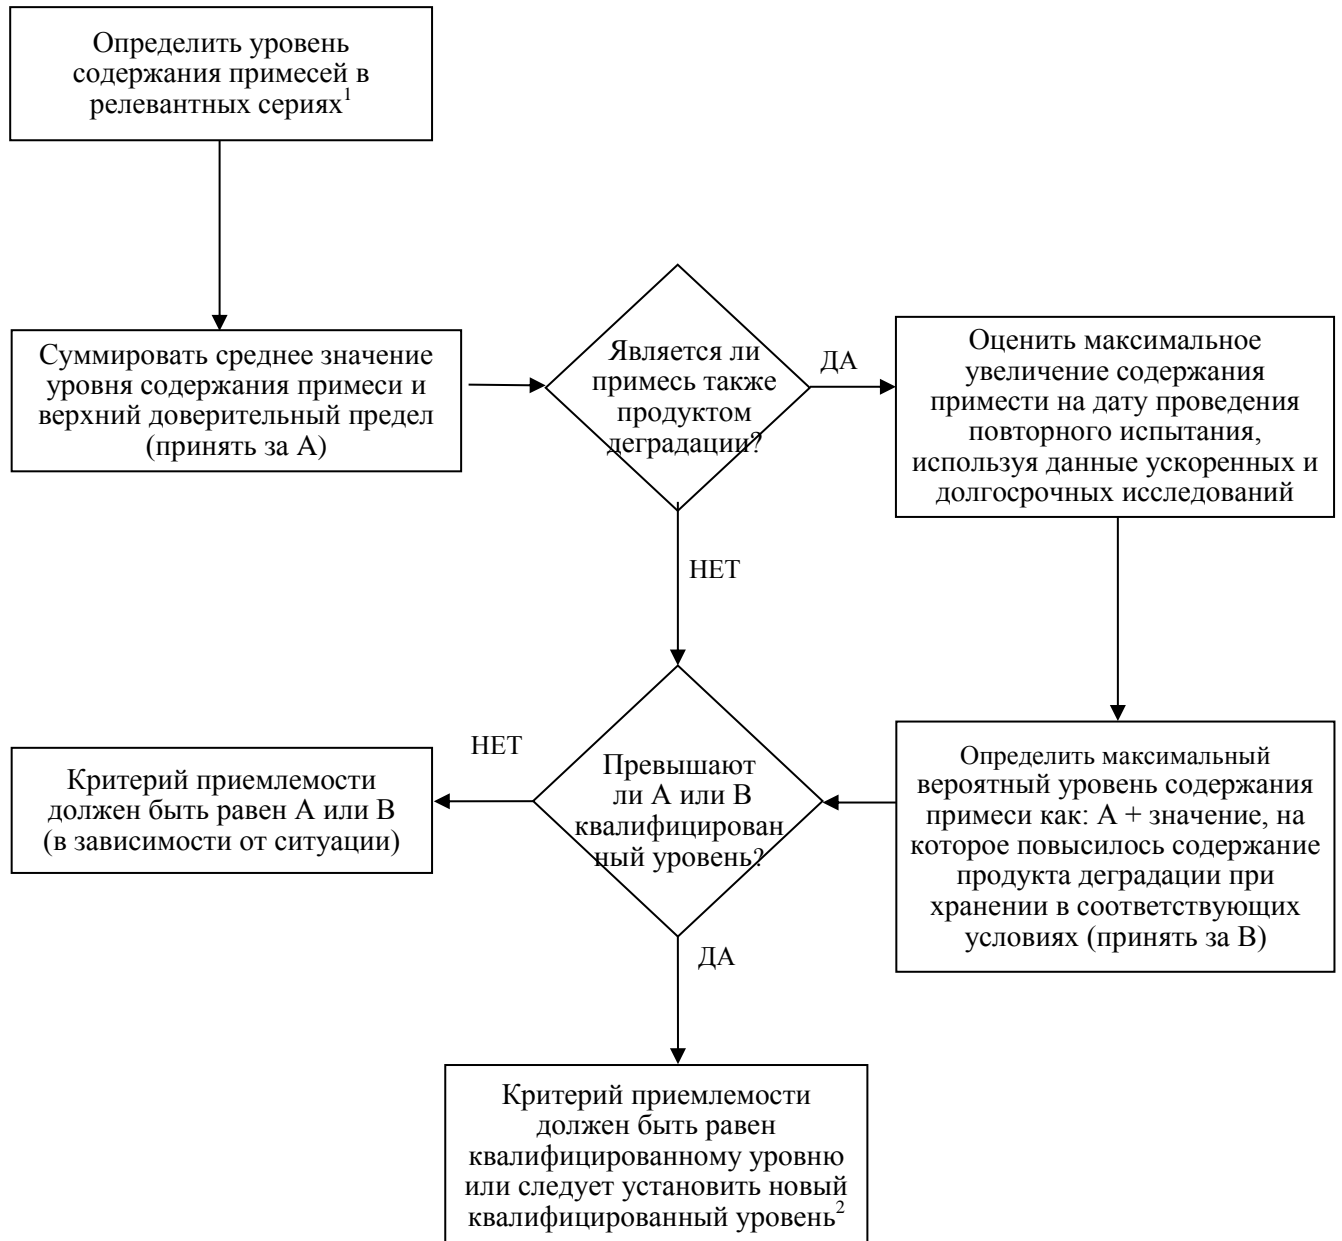 Определить уровень
содержания примесей в
релевантных сериях¹
Суммировать среднее значение
уровня содержания примеси и
верхний доверительный предел
(принять за А)
Является ли
примесь также
продуктом
деградации?
ДА
Оценить максимальное
увеличение содержания
примести на дату проведения
повторного испытания,
используя данные ускоренных и
долгосрочных исследований
НЕТ
Определить максимальный
вероятный уровень содержания
примеси как: А + значение, на
которое повысилось содержание
продукта деградации при
хранении в соответствующих
условиях (принять за В)
Превышают
ли А или В
квалифицирован
ный уровень?
НЕТ
Критерий приемлемости
должен быть равен А или В
(в зависимости от ситуации)
ДА
Критерий приемлемости
должен быть равен
квалифицированному уровню
или следует установить новый
квалифицированный уровень²